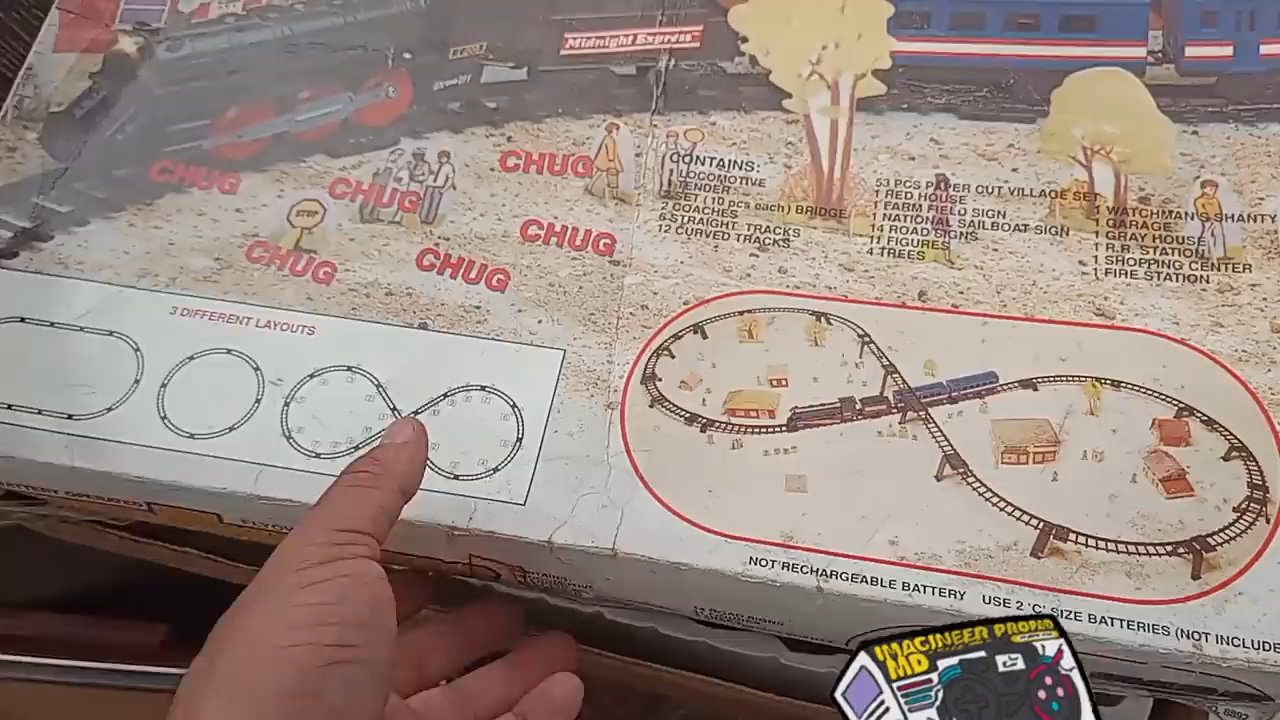 Midnight Express
CHUG
CHUG
CHUG
CHUG
CHUG
CHUG
STOP
CONTAINS:
LOCOMOTIVE
TENDER
SET (10 pcs each) BRIDGE
2 COACHES
6 STRAIGHT TRACKS
12 CURVED TRACKS
53 PCS PAPER CUT VILLAGE SET
1 RED HOUSE
1 FARM FIELD SIGN
1 NATIONAL SAILBOAT SIGN
14 ROAD SIGNS
11 FIGURES
4 TREES
1 WATCHMAN'S SHANTY
1 GARAGE
1 GRAY HOUSE
1 R.R. STATION
1 SHOPPING CENTER
1 FIRE STATION
3 DIFFERENT LAYOUTS
NOT RECHARGEABLE BATTERY USE 2 'C' SIZE BATTERIES (NOT INCLUDE
IMAGINEER PROPAD
MD